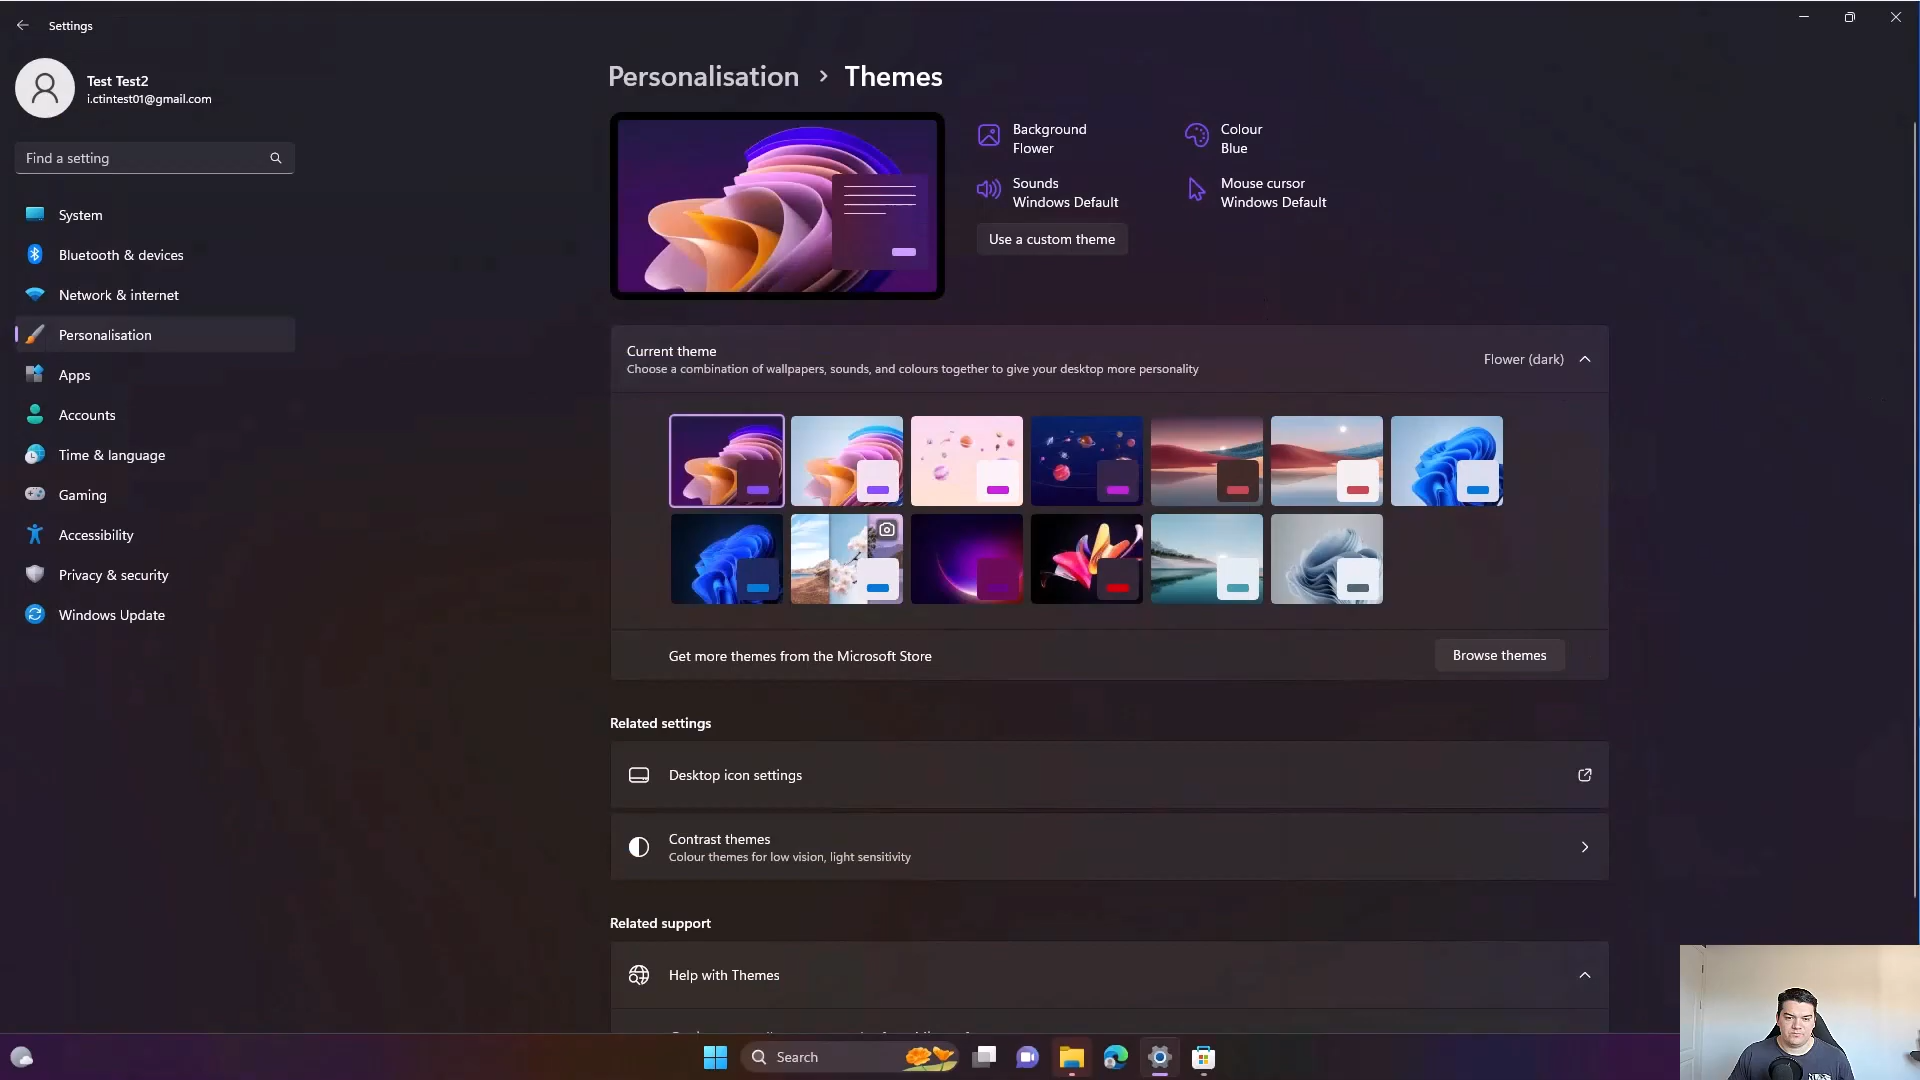 Settings
Test Test2
i.ctintest01@gmail.com
Find a setting
System
Bluetooth & devices
Network & internet
Personalisation
Apps
Accounts
Time & language
Gaming
Accessibility
Privacy & security
Windows Update
Personalisation > Themes
Background
Flower
Colour
Blue
Sounds
Windows Default
Mouse cursor
Windows Default
Use a custom theme
Current theme
Choose a combination of wallpapers, sounds, and colours together to give your desktop more personality
Flower (dark)
Get more themes from the Microsoft Store
Browse themes
Related settings
Desktop icon settings
Contrast themes
Colour themes for low vision, light sensitivity
Related support
Help with Themes
Search